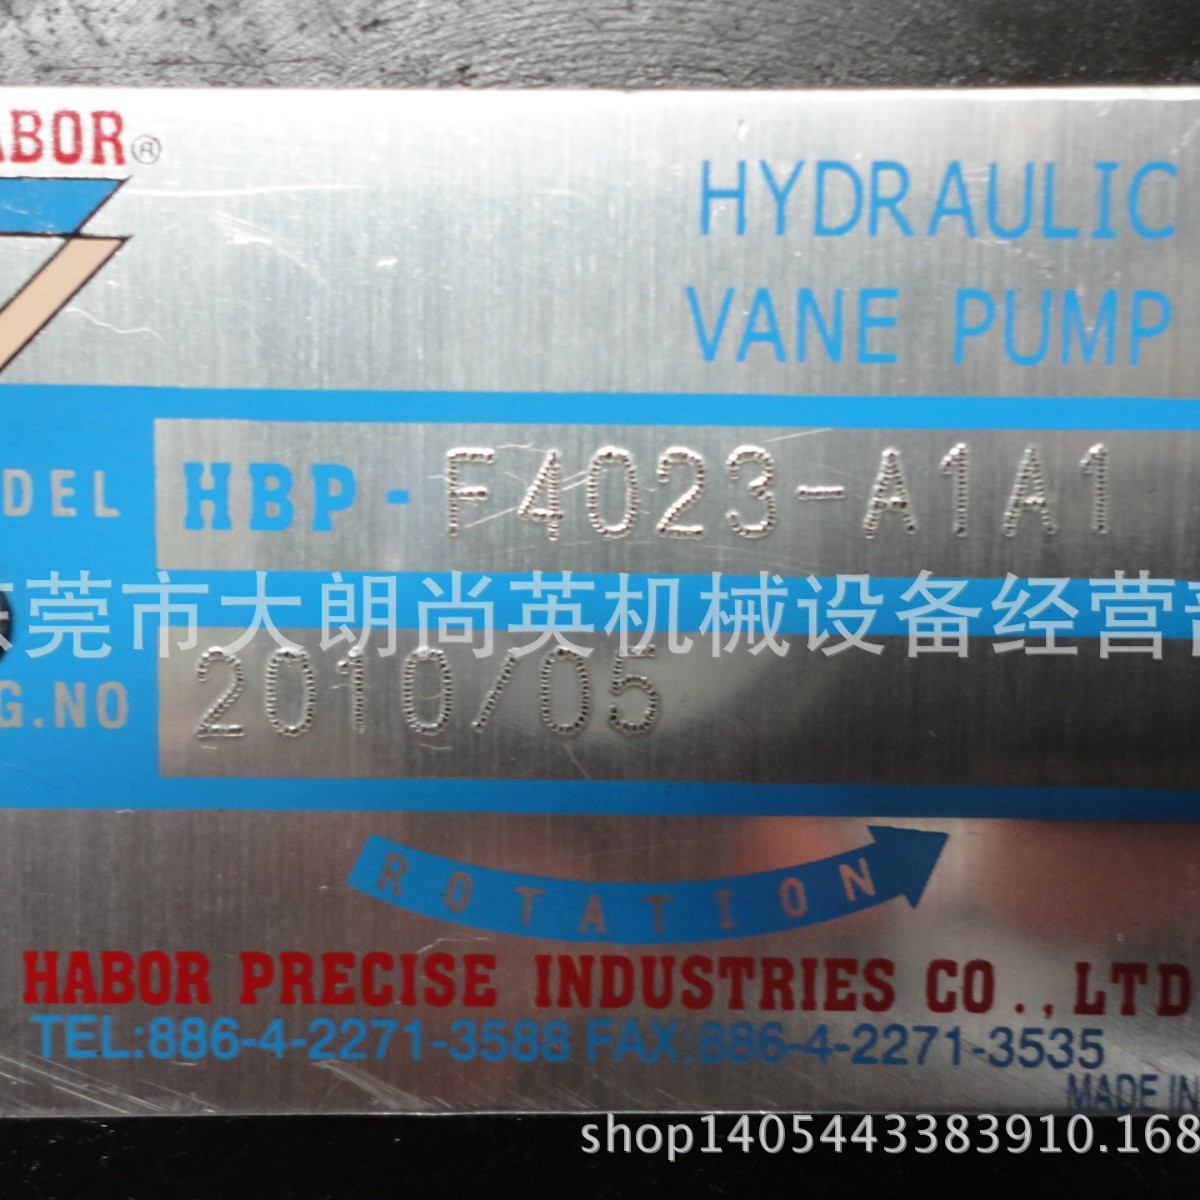 ABOR®
HYDRAULIC
VANE PUMP
DEL HBP-F4023-A1A1
东莞市大朗尚英机械设备经营部
G.NO 2010/05
ROTATION
HABOR PRECISE INDUSTRIES CO.,LTD
TEL:886-4-2271-3588 FAX:886-4-2271-3535
MADE IN
shop1405443383910.168